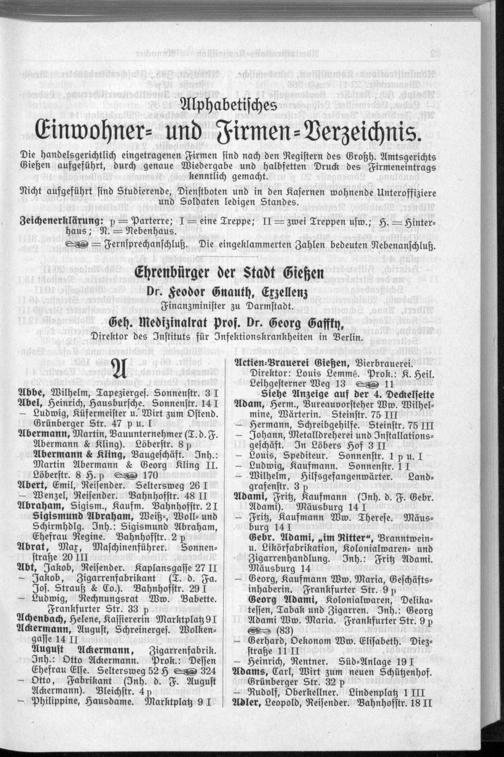 Alphabetisches
Einwohner- und Firmen-Verzeichnis.
Die handelsgerichtlich eingetragenen Firmen sind nach den Registern des Großh. Amtsgerichts
Gießen aufgeführt, durch genaue Wiedergabe und halbfetten Druck des Firmeneintrags
kenntlich gemacht.
Nicht aufgeführt sind Studierende, Dienstboten und in den Kasernen wohnende Unteroffiziere
und Soldaten ledigen Standes.
Zeichenerklärung: p = Parterre; I = eine Treppe; II = zwei Treppen usw.; H. = Hinter-
haus; N. = Nebenhaus.
= Fernsprechanschluß. Die eingeklammerten Zahlen bedeuten Nebenanschluß.
Ehrenbürger der Stadt Gießen
Dr. Feodor Gnauth, Exzellenz
Finanzminister zu Darmstadt.
Geh. Medizinalrat Prof. Dr. Georg Gaffky,
Direktor des Instituts für Infektionskrankheiten in Berlin.
A
Abbe, Wilhelm, Tapeziergel. Sonnenstr. 3 I
Abel, Heinrich, Hausbursche. Sonnenstr. 14 I
— Ludwig, Küfermeister u. Wirt zum Ostend.
Grünberger Str. 47 p u. I
Abermann, Martin, Bauunternehmer (T. d. F.
Abermann & Kling). Löberstr. 8 p
Abermann & Kling, Baugeschäft. Inh.:
Martin Abermann & Georg Kling II.
Löberstr. 8 H. p 170
Abert, Emil, Reisender. Seltersweg 26 I
— Wenzel, Reisender. Bahnhofstr. 48 II
Abraham, Sigism., Kaufm. Bahnhofstr. 2 I
Sigismund Abraham, Weiß-, Woll- und
Schirmhdlg. Inh.: Sigismund Abraham,
Ehefrau Regine. Bahnhofstr. 2 p
Abrat, Max, Maschinenführer. Sonnen-
straße 20 III
Abt, Jakob, Reisender. Kaplansgasse 27 II
— Jakob, Zigarrenfabrikant (T. d. Fa.
Jos. Strauß & Co.). Bahnhofstr. 29 I
— Ludwig, Rechnungsrat Ww. Babette.
Frankfurter Str. 33 p
Achenbach, Helene, Kassiererin Marktplatz 9 I
Ackermann, August, Schreinergef. Wolken-
gasse 14 II
August Ackermann, Zigarrenfabrik.
Inh.: Otto Ackermann. Prok.: Dessen
Ehefrau Else. Seltersweg 52 H 324
— Otto, Fabrikant (Inh. d. F. August
Ackermann). Bleichstr. 4 p
— Philippine, Hausdame. Marktplatz 9 I
Actien-Brauerei Gießen, Bierbrauerei.
Direktor: Louis Lemmé. Prok.: K. Heil.
Leihgesterner Weg 13 11
Siehe Anzeige auf der 4. Deckelseite
Adam, Herm., Bureauvorsteher Ww. Wilhel-
mine, Wärterin. Steinstr. 75 III
— Hermann, Schreibgehilfe. Steinstr. 75 III
— Johann, Metalldreherei und Installations-
geschäft. In Löbers Hof 3 II
— Louis, Spediteur. Sonnenstr. 1 p u. I
— Ludwig, Kaufmann. Sonnenstr. 1 I
— Wilhelm, Hilfsgefangenwärter. Land-
grafenstr. 3 p
Adami, Fritz, Kaufmann (Inh. d. F. Gebr.
Adami). Mäusburg 14 I
— Fritz, Kaufmann Ww. Therese. Mäus-
burg 14 I
Gebr. Adami, „im Ritter“, Branntwein-
u. Likörfabrikation, Kolonialwaren- und
Zigarrenhandlung. Inh.: Fritz Adami.
Mäusburg 14
— Georg, Kaufmann Ww. Maria, Geschäfts-
inhaberin. Frankfurter Str. 9 p
Georg Adami, Kolonialwaren, Delika-
tessen, Tabak und Zigarren. Inh.: Georg
Adami Ww. Maria. Frankfurter Str. 9 p
(83)
— Gerhard, Oekonom Ww. Elisabeth. Diez-
straße 11 II
— Heinrich, Rentner. Süd-Anlage 19 I
Adams, Carl, Wirt zum neuen Schützenhof.
Grünberger Str. 32 p
— Rudolf, Oberkellner. Lindenplatz 1 III
Adler, Leopold, Reisender. Bahnhofstr. 18 II